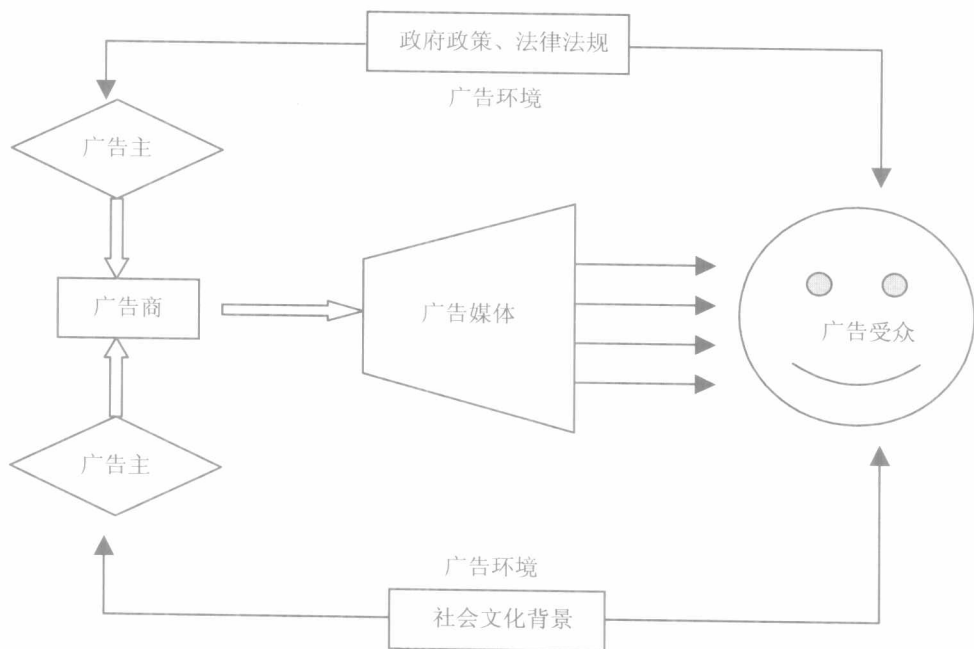 政府政策、法律法规
广告环境
广告主
广告商
广告媒体
广告受众
广告主
广告环境
社会文化背景